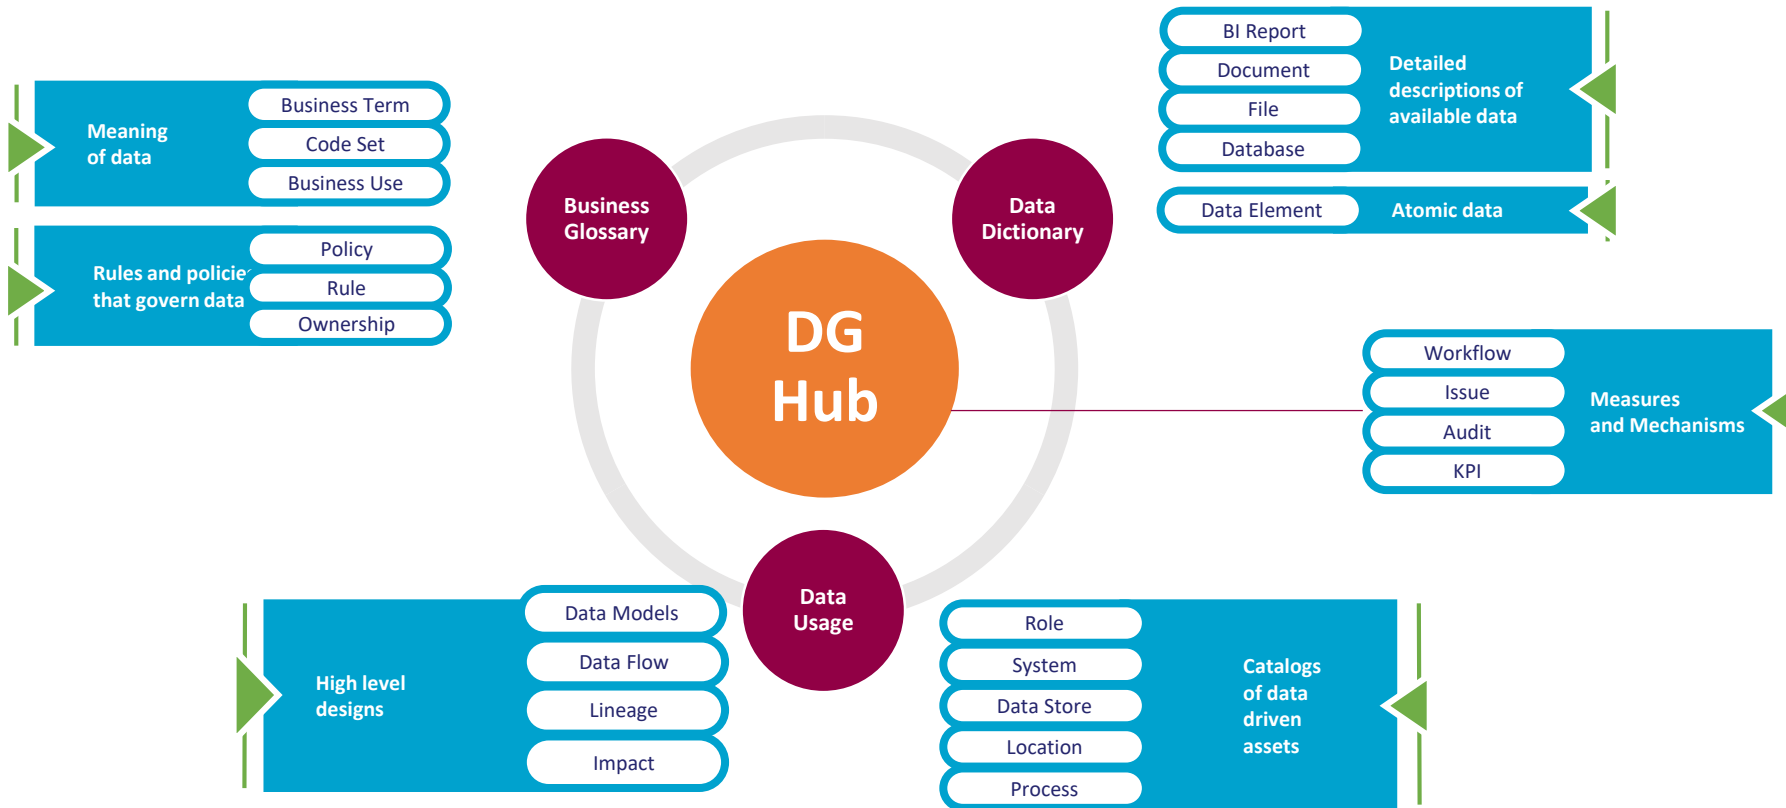 Meaning
of data
Business Term
Code Set
Business Use
Rules and policies
that govern data
Policy
Rule
Ownership
Business
Glossary
Data
Dictionary
DG
Hub
Data
Usage
BI Report
Document
File
Database
Detailed
descriptions of
available data
Data Element
Atomic data
Workflow
Issue
Audit
KPI
Measures
and Mechanisms
High level
designs
Data Models
Data Flow
Lineage
Impact
Role
System
Data Store
Location
Process
Catalogs
of data
driven
assets